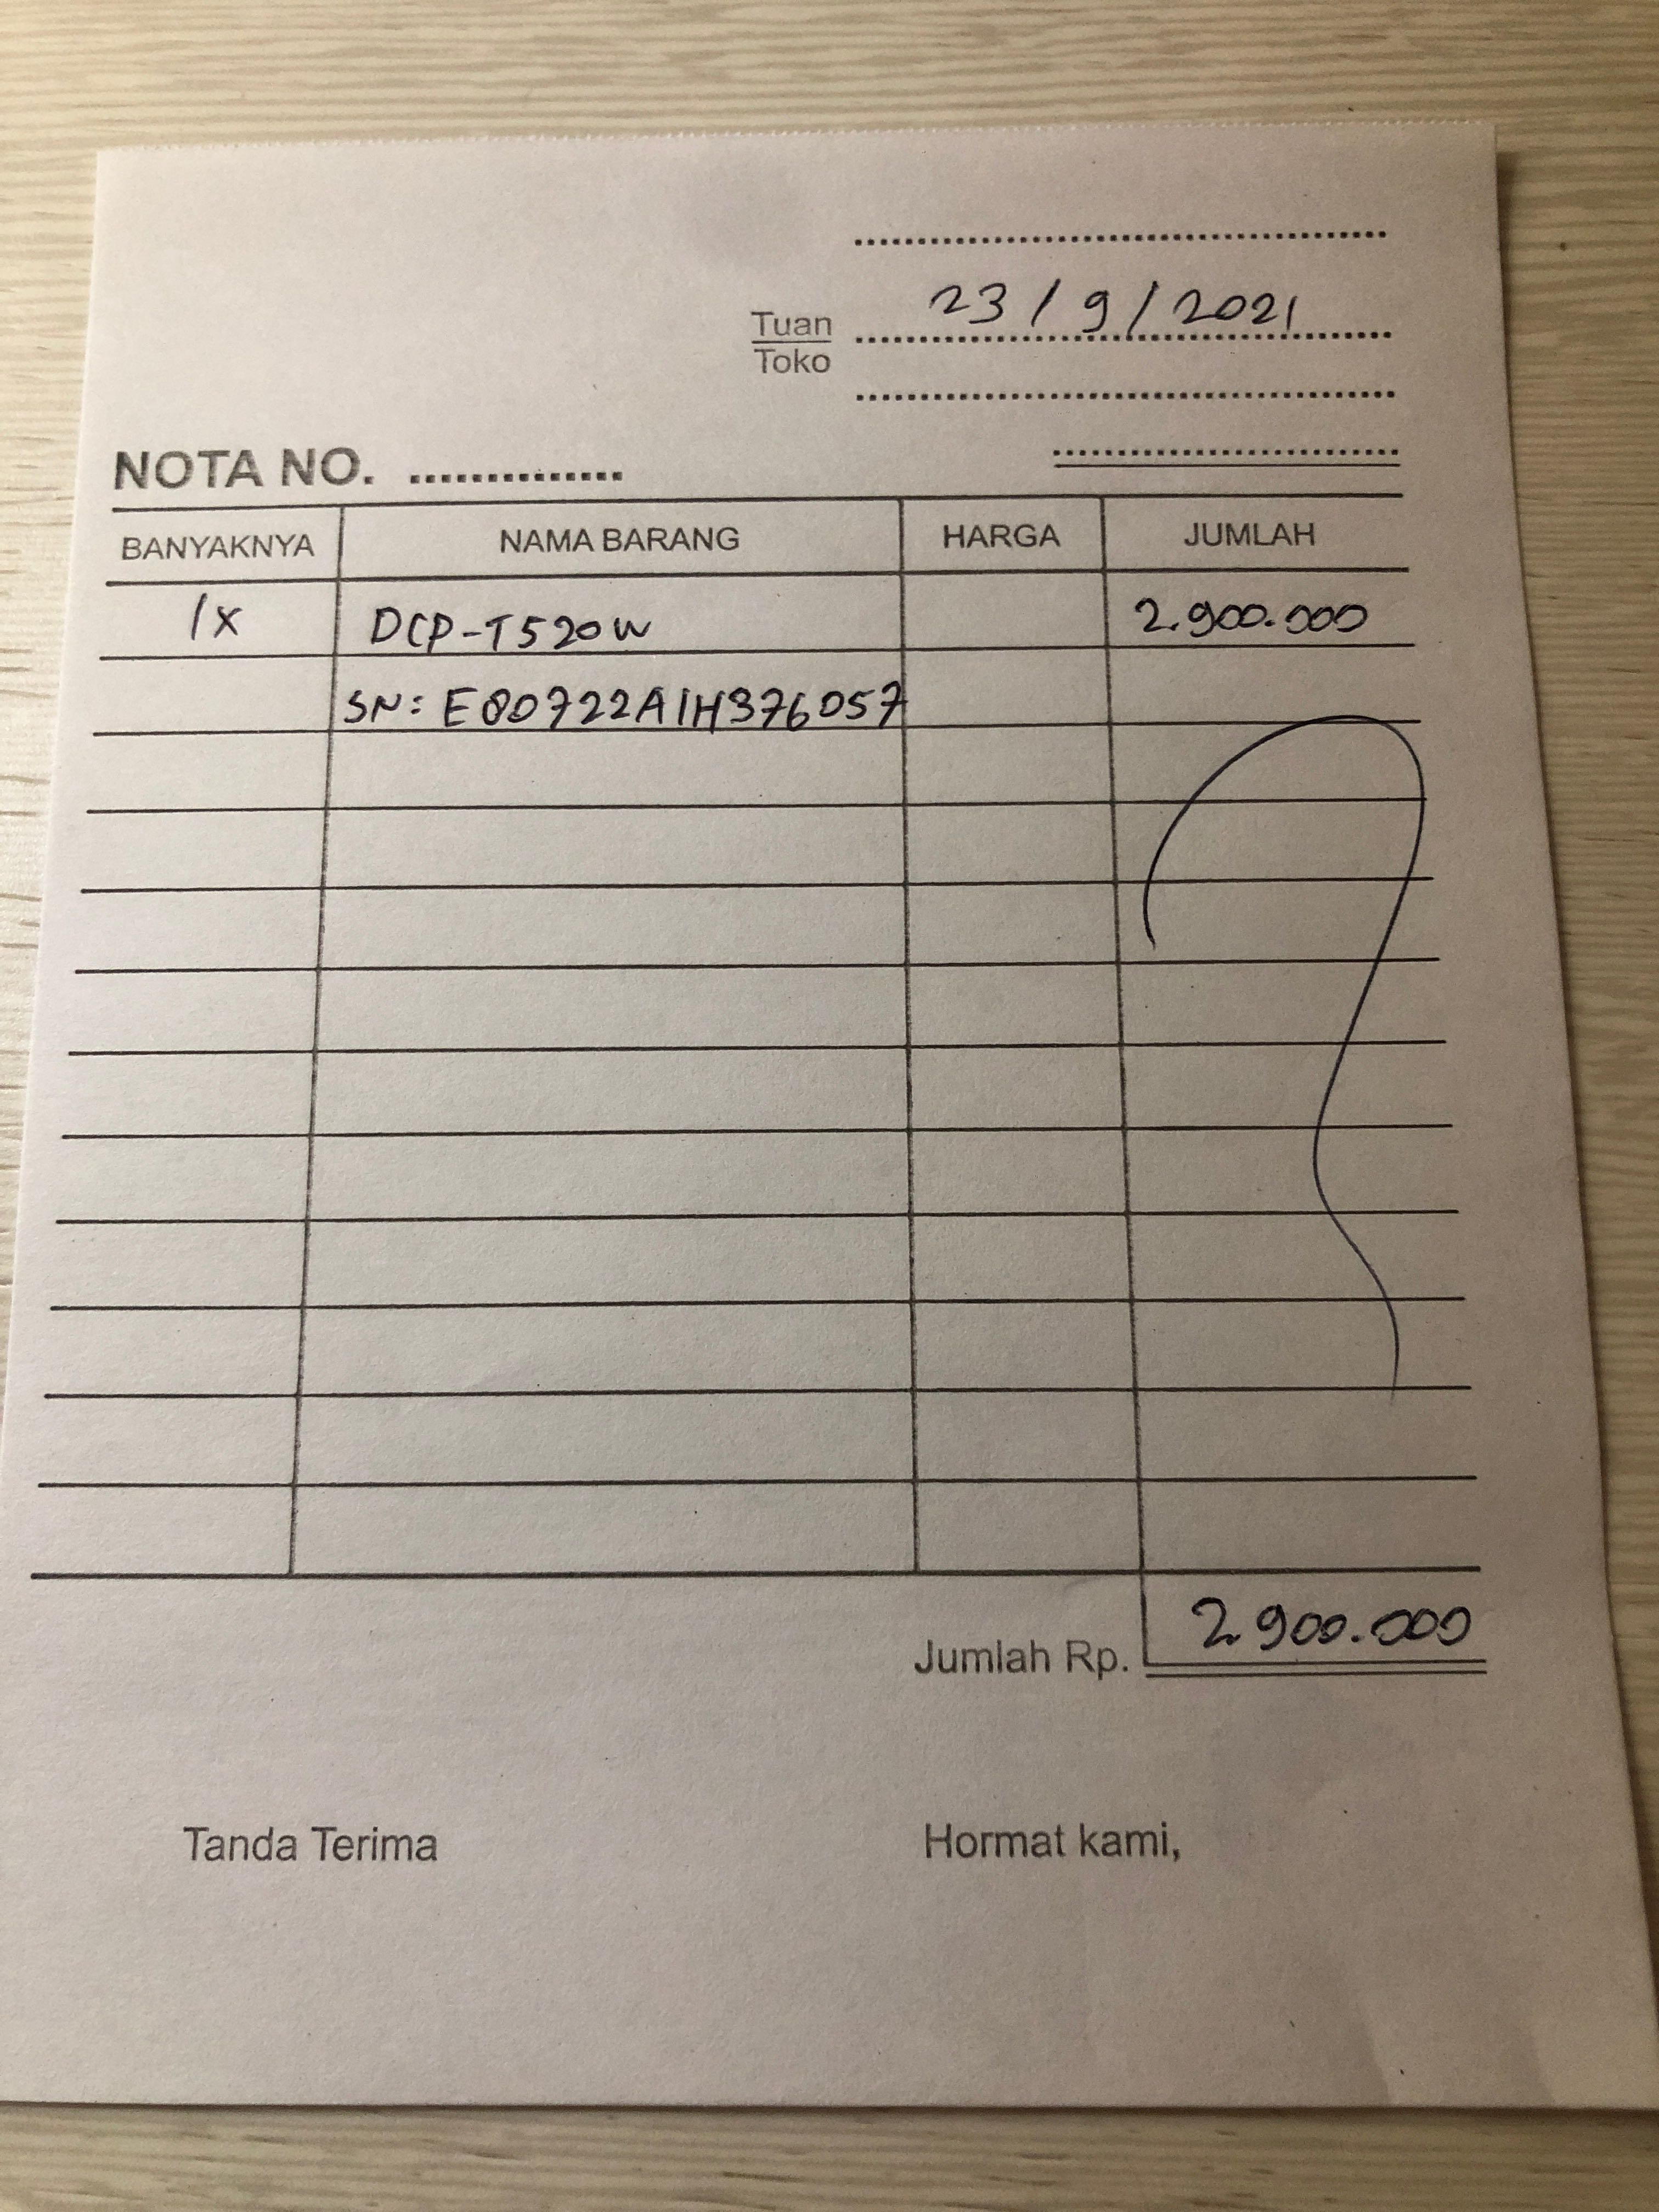 23/9/2021
Tuan
Toko
NOTA NO. ..............
BANYAKNYA NAMA BARANG HARGA JUMLAH
1x DCP-T520W 2.900.000
SN: E80722A1H376057
Jumlah Rp. 2.900.000
Tanda Terima Hormat kami,